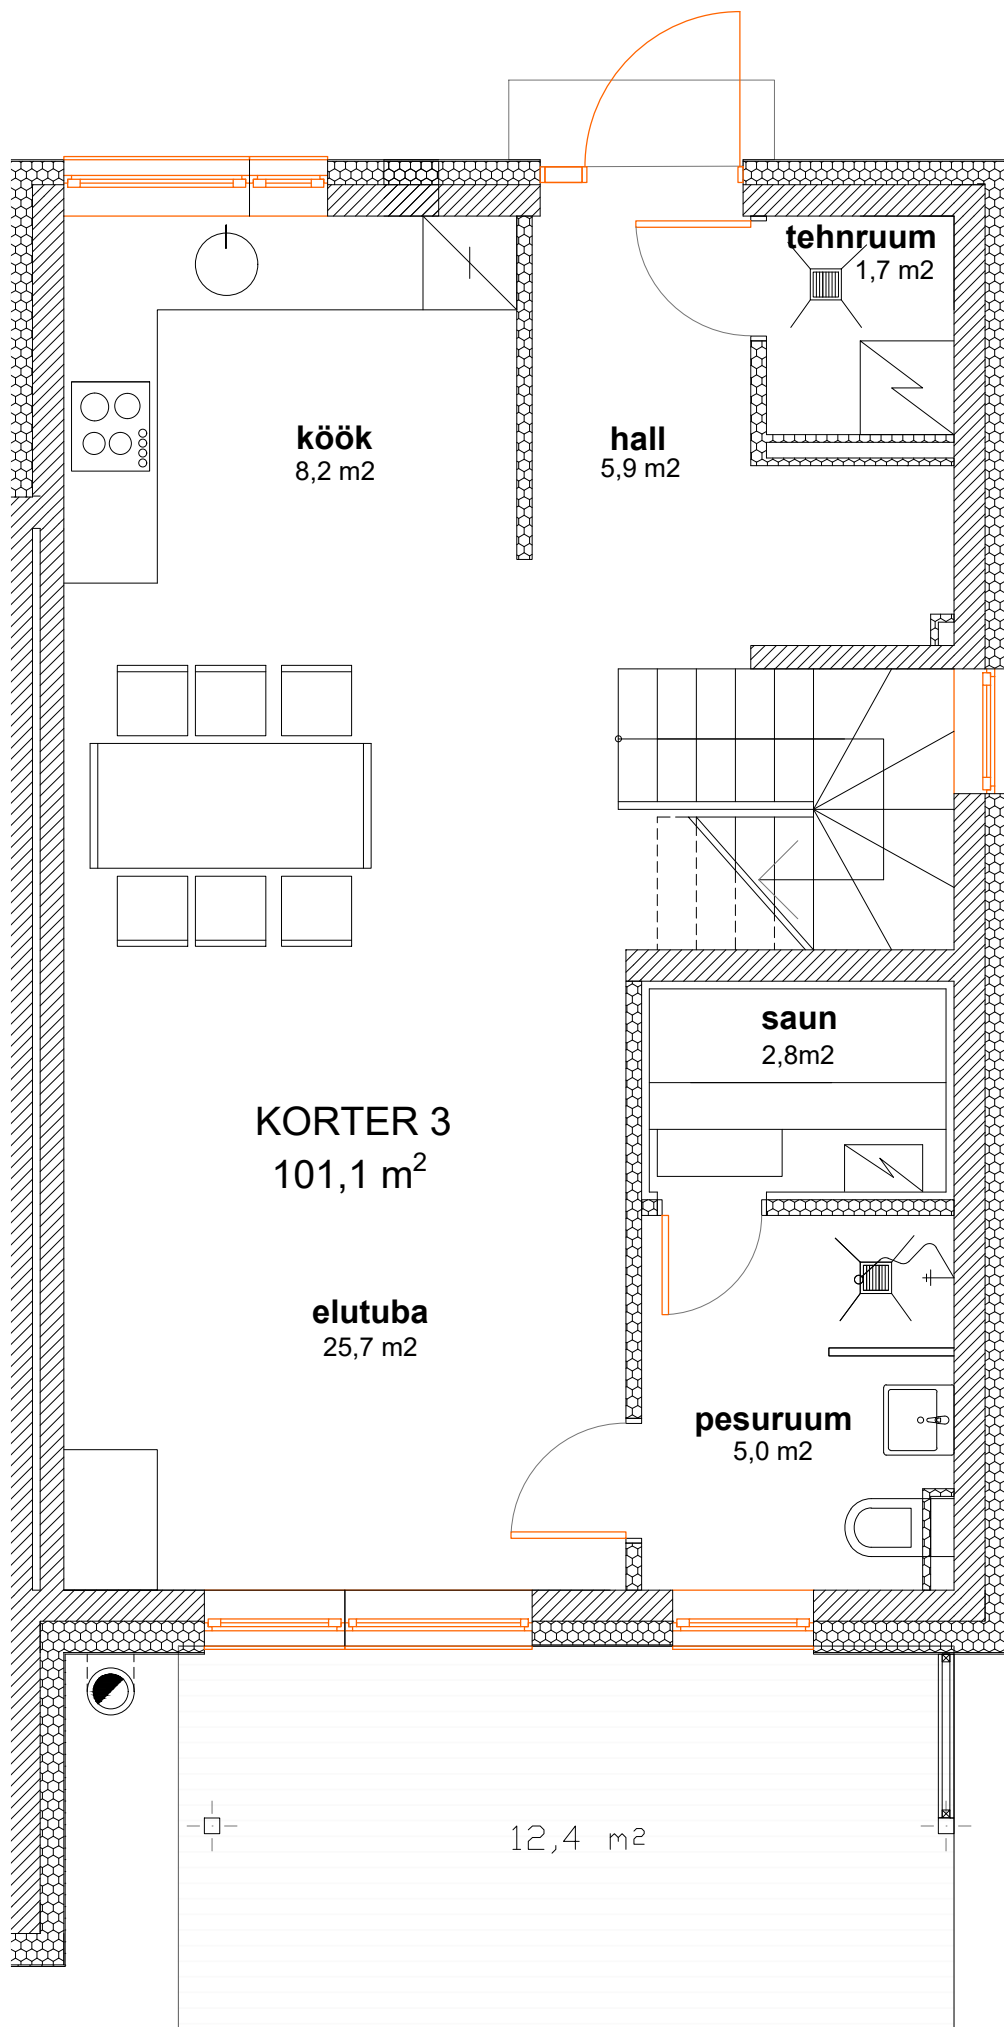 tehnruum
1,7 m2
köök
8,2 m2
hall
5,9 m2
saun
2,8m2
KORTER 3
101,1 m²
elutuba
25,7 m2
pesuruum
5,0 m2
12,4 m2